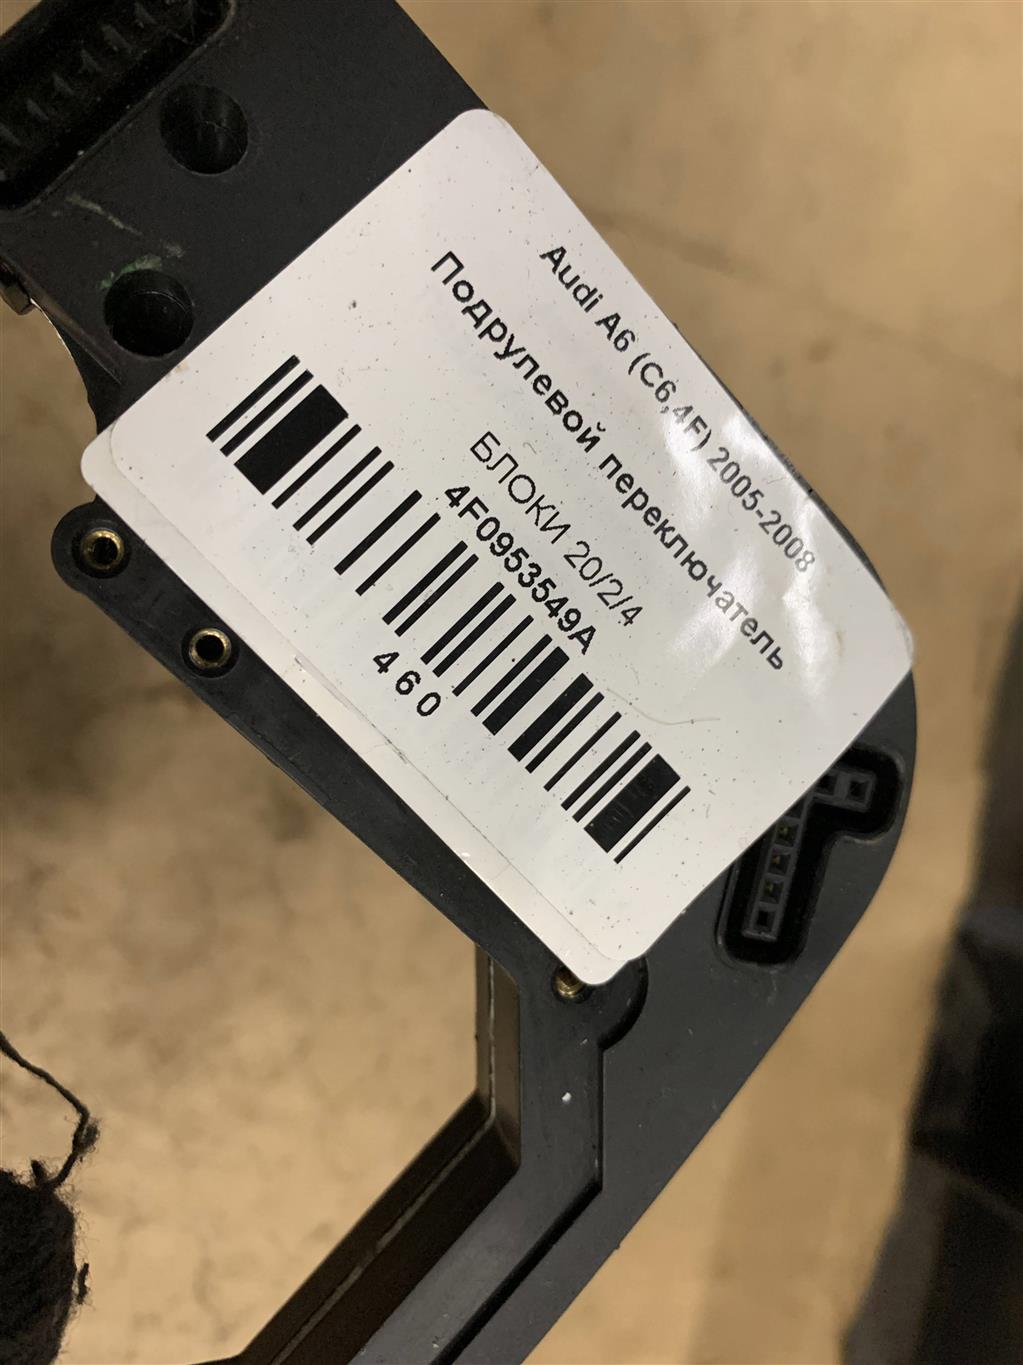 Audi A6 (C6,4F) 2005-2008
Подрулевой переключатель
БЛОКИ 20/2/4
4F0953549A
460